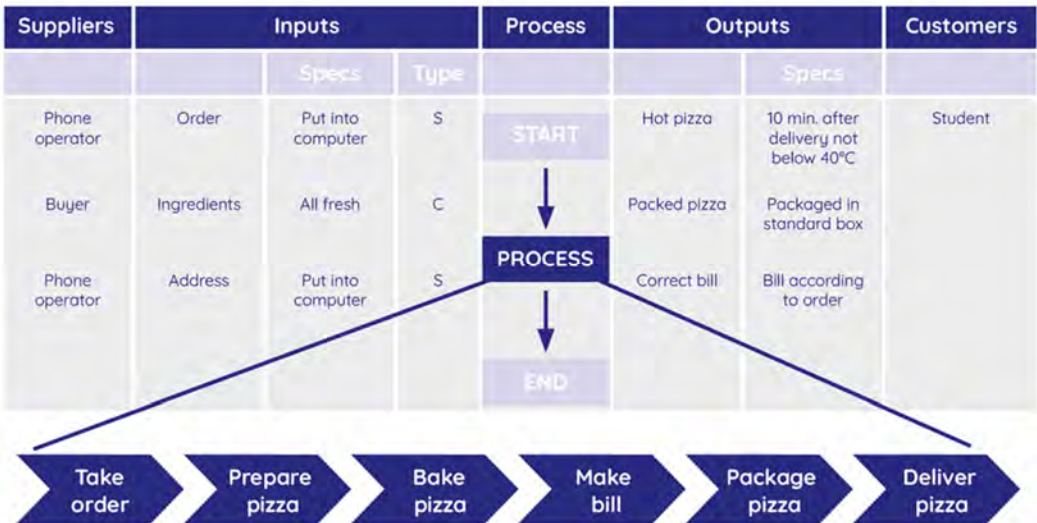 Suppliers Inputs Process Outputs Customers
Specs Type Specs
Phone operator Order Put into computer S START Hot pizza 10 min. after delivery not below 40°C Student
Buyer Ingredients All fresh C Packed pizza Packaged in standard box
PROCESS
Phone operator Address Put into computer S Correct bill Bill according to order
END
Take order
Prepare pizza
Bake pizza
Make bill
Package pizza
Deliver pizza